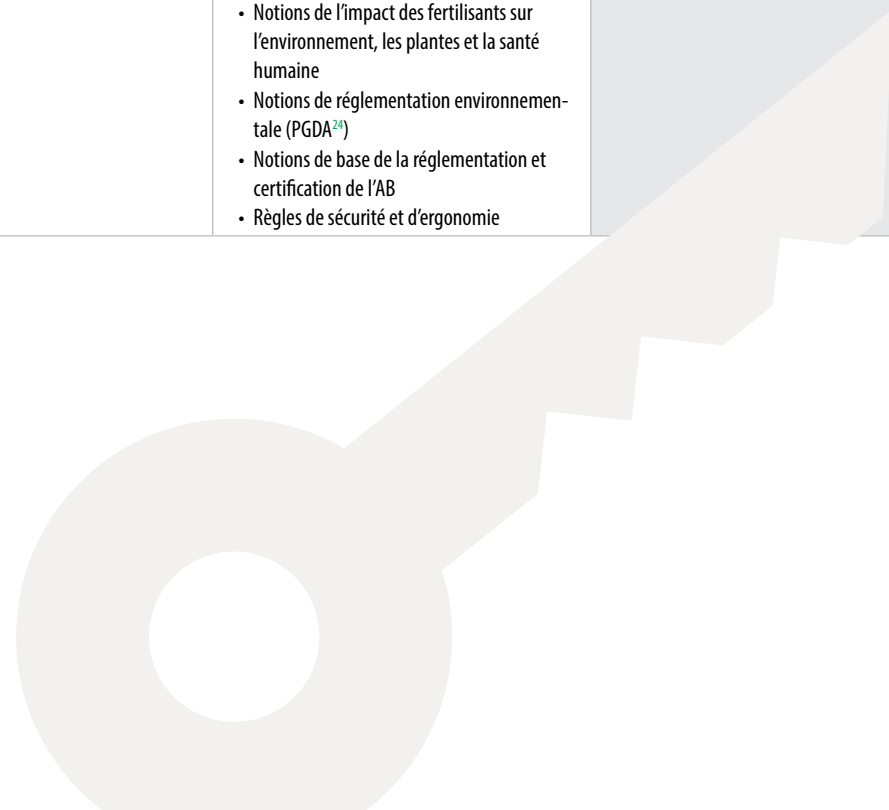 • Notions de l'impact des fertilisants sur
l'environnement, les plantes et la santé
humaine
• Notions de réglementation environnemen-
tale (PGDA24)
• Notions de base de la réglementation et
certification de l'AB
• Règles de sécurité et d'ergonomie